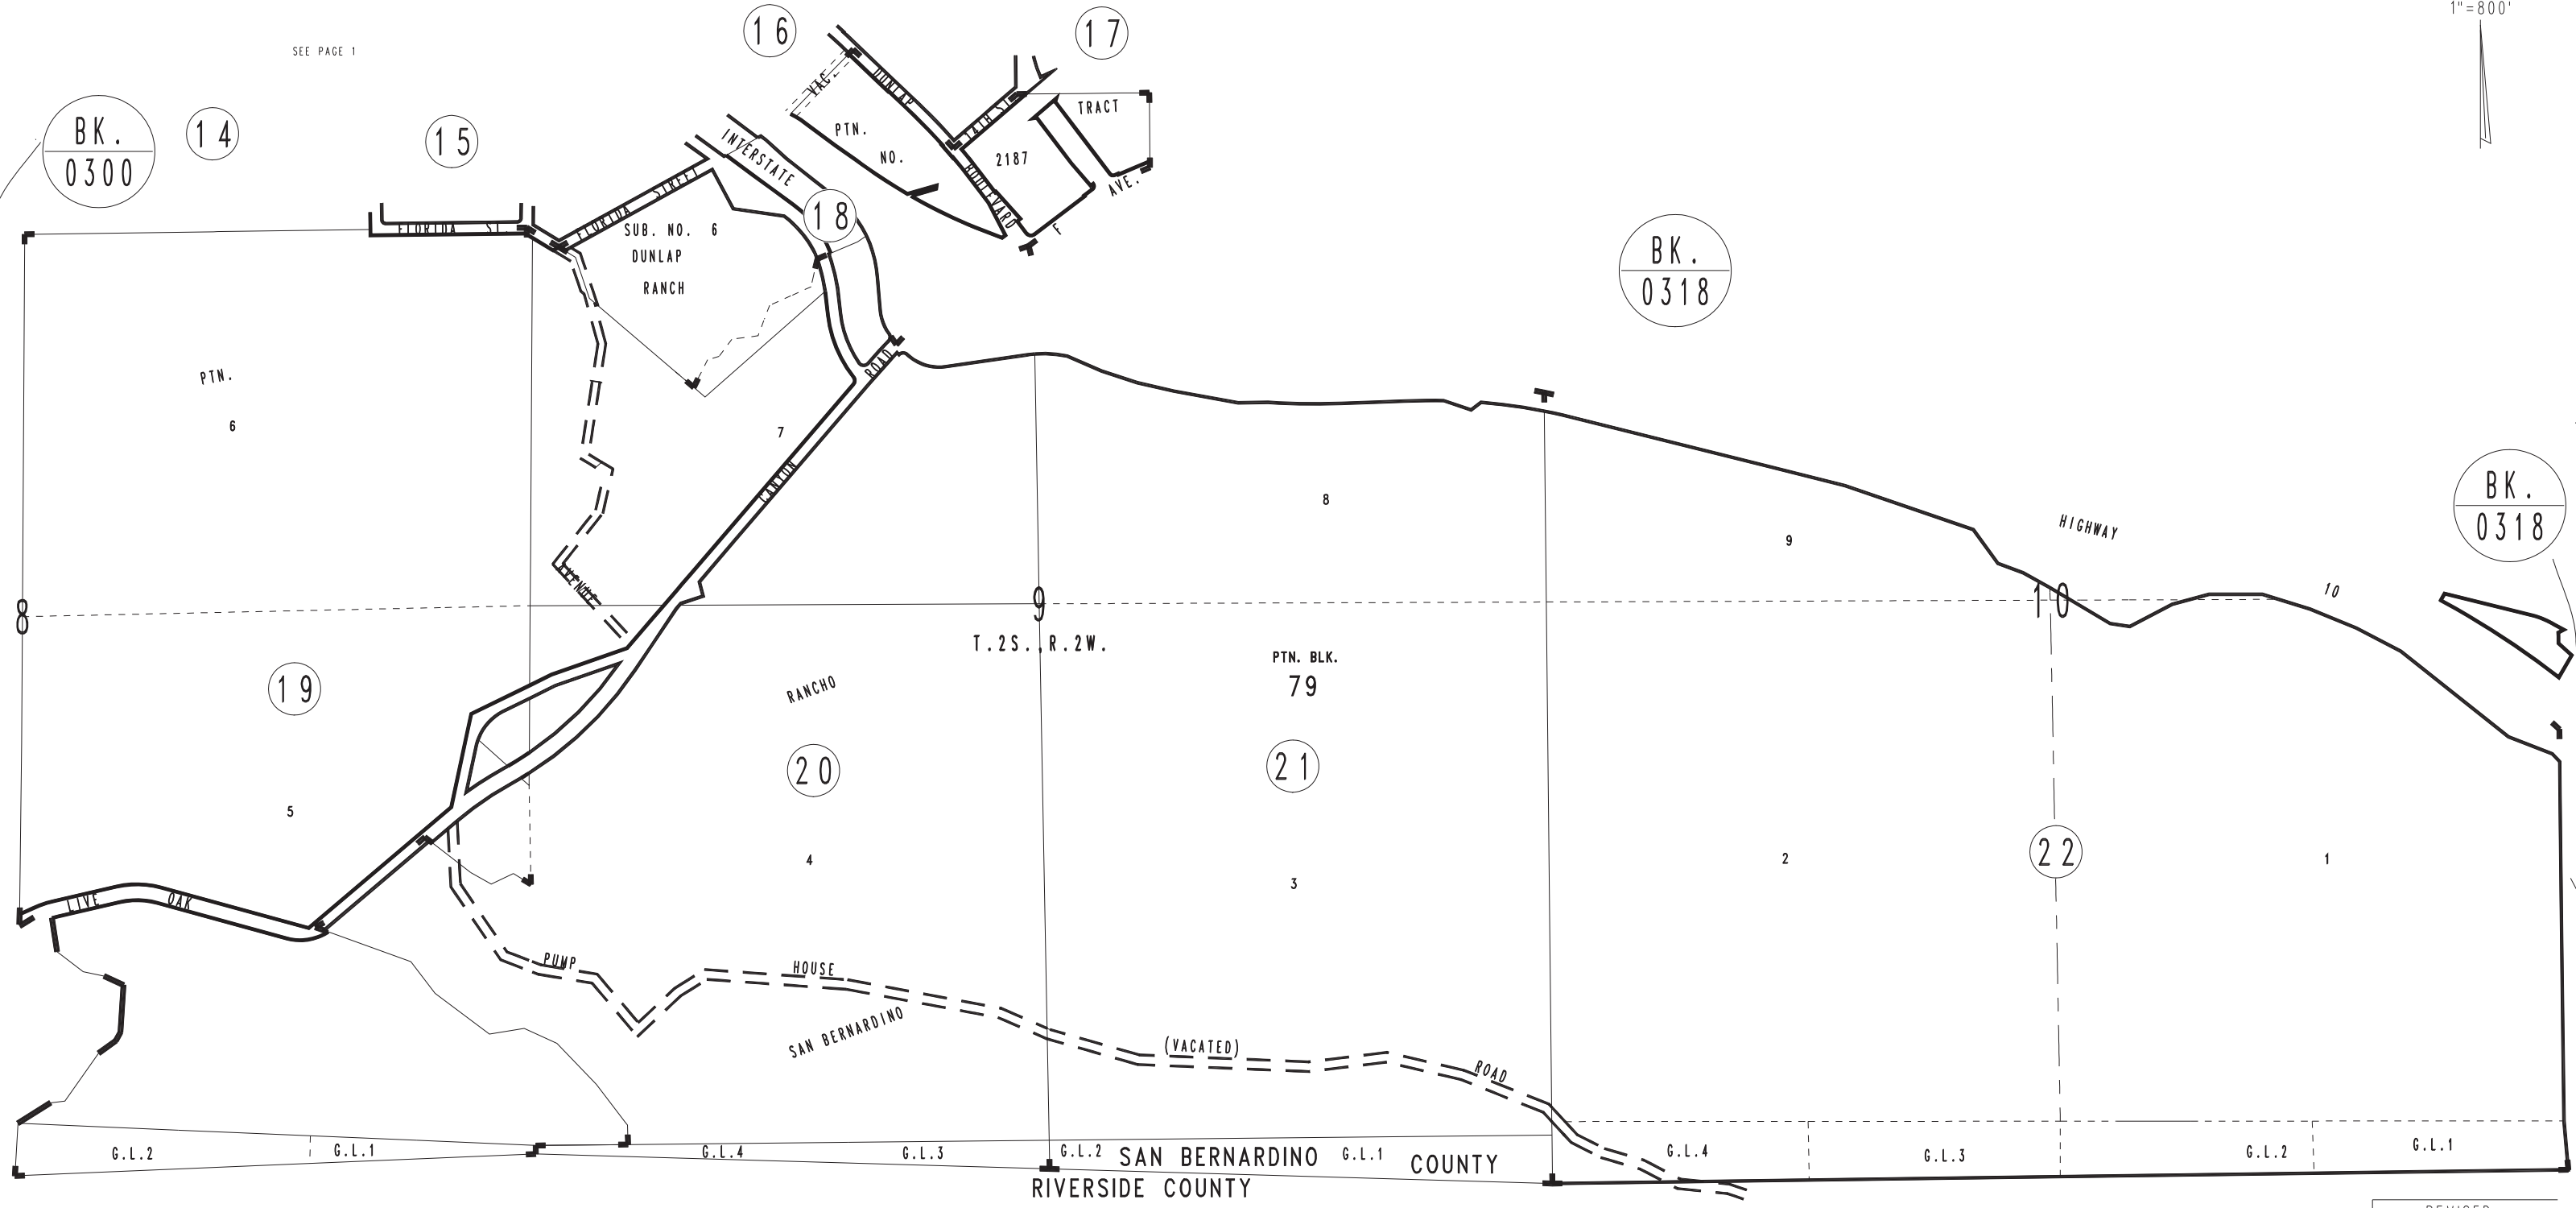 1"=800'
SEE PAGE 1
16
17
BK.
0300
14
15
VAC.
DUNLAP
14TH ST.
TRACT
PTN.
NO.
2187
BOULEVARD
AVE.
F
INTERSTATE
18
FLORIDA ST.
FLORIDA STREET
SUB. NO. 6
DUNLAP
RANCH
BK.
0318
ROAD
PTN.
6
7
CANYON
8
9
HIGHWAY
10
BK.
0318
AVENUE
8
9
10
T.2S.,R.2W.
PTN. BLK.
79
RANCHO
19
20
21
22
5
4
3
2
1
LIVE OAK
PUMP
HOUSE
(VACATED)
ROAD
SAN BERNARDINO
G.L.2
G.L.1
G.L.4
G.L.3
G.L.2
SAN BERNARDINO COUNTY
G.L.1
G.L.4
G.L.3
G.L.2
G.L.1
RIVERSIDE COUNTY